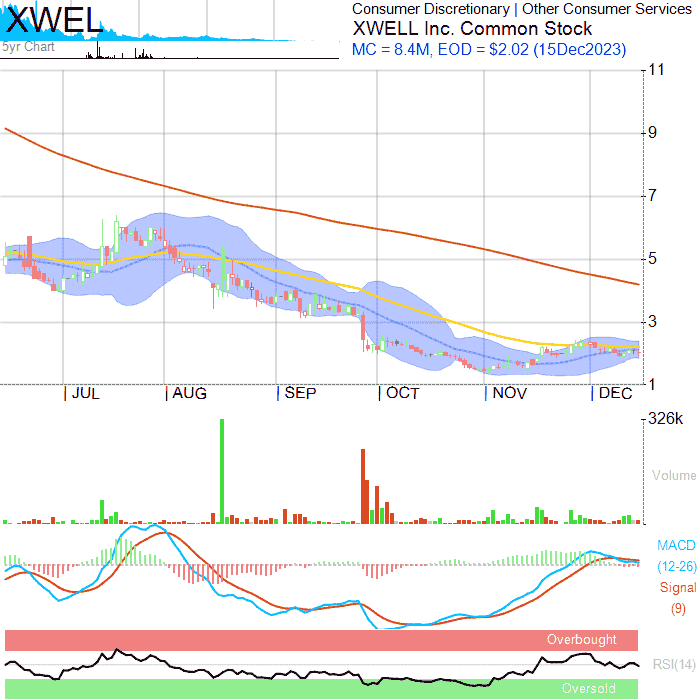 XWEL
5yr Chart
Consumer Discretionary | Other Consumer Services
XWELL Inc. Common Stock
MC = 8.4M, EOD = $2.02 (15Dec2023)
11
9
7
5
3
1
| JUL | AUG | SEP | OCT | NOV | DEC
326k
Volume
MACD
(12-26)
Signal
(9)
Overbought
RSI(14)
Oversold